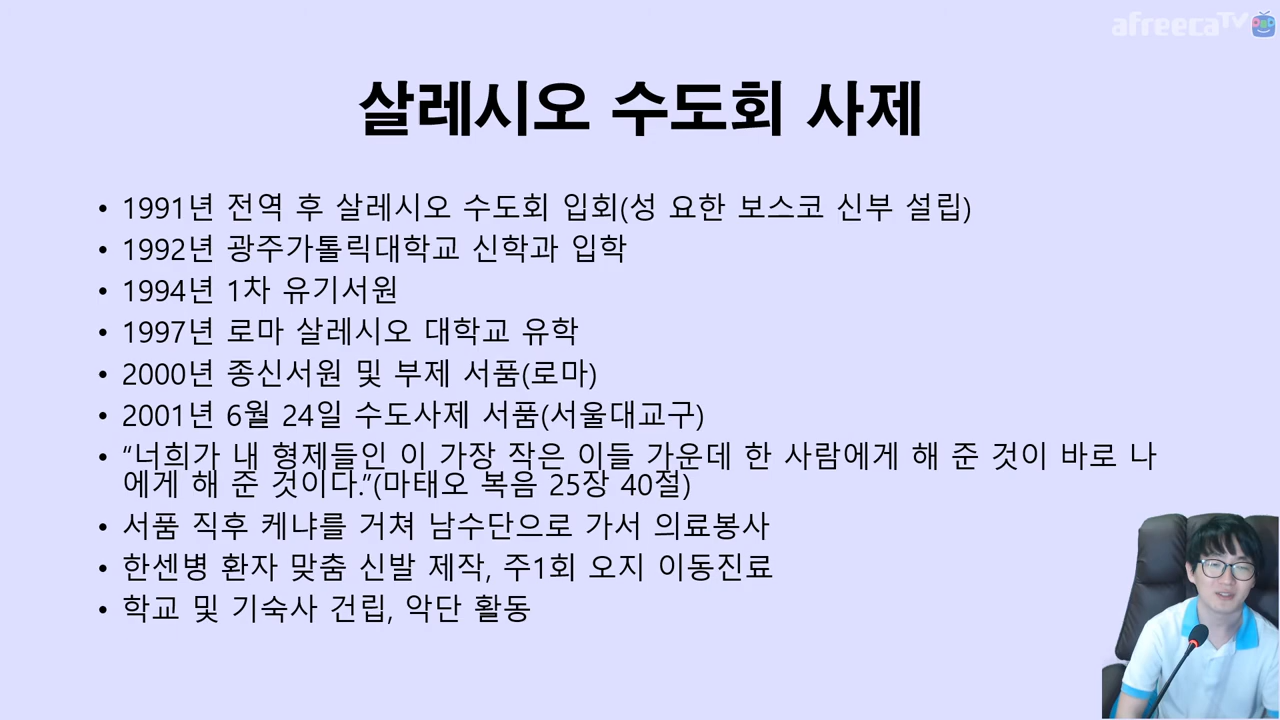 afreecaTV
살레시오 수도회 사제
• 1991년 전역 후 살레시오 수도회 입회(성 요한 보스코 신부 설립)
• 1992년 광주가톨릭대학교 신학과 입학
• 1994년 1차 유기서원
• 1997년 로마 살레시오 대학교 유학
• 2000년 종신서원 및 부제 서품(로마)
• 2001년 6월 24일 수도사제 서품(서울대교구)
• “너희가 내 형제들인 이 가장 작은 이들 가운데 한 사람에게 해 준 것이 바로 나
에게 해 준 것이다.”(마태오 복음 25장 40절)
• 서품 직후 케냐를 거쳐 남수단으로 가서 의료봉사
• 한센병 환자 맞춤 신발 제작, 주1회 오지 이동진료
• 학교 및 기숙사 건립, 악단 활동